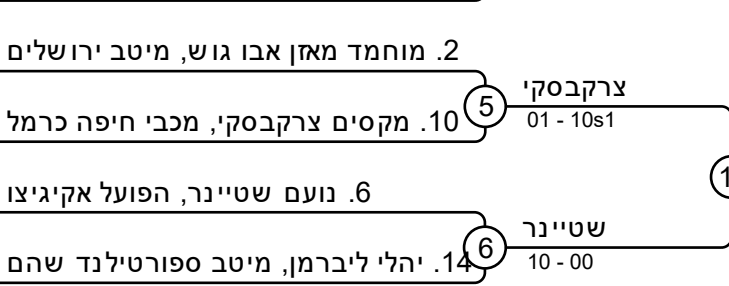 2. מוחמד מאזן אבו גוש, מיטב ירושלים
צרקבסקי
5
01 - 10s1
10. מקסים צרקבסקי, מכבי חיפה כרמל
1
6. נועם שטיינר, הפועל אקיגיצו
שטיינר
6
10 - 00
14. יהלי ליברמן, מיטב ספורטילנד שהם